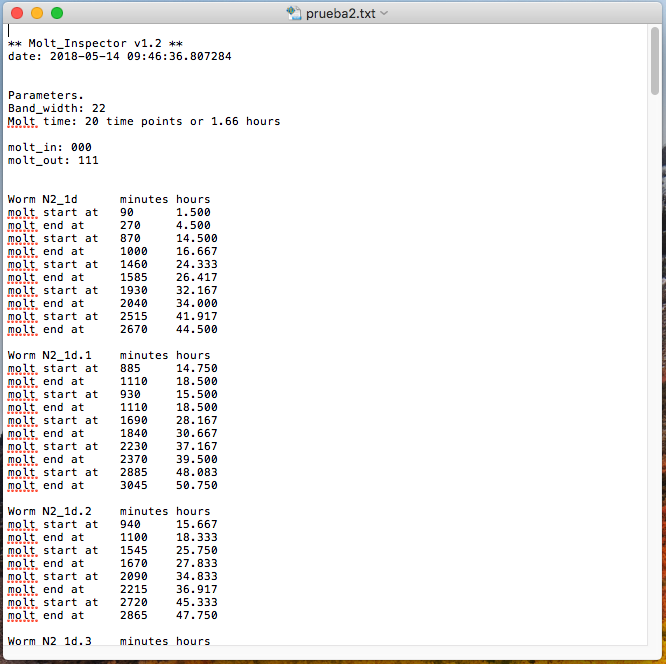 prueba2.txt
** Molt_Inspector v1.2 **
date: 2018-05-14 09:46:36.807284
Parameters.
Band_width: 22
Molt time: 20 time points or 1.66 hours
molt_in: 000
molt_out: 111
Worm N2_1d minutes hours
molt start at 90 1.500
molt end at 270 4.500
molt start at 870 14.500
molt end at 1000 16.667
molt start at 1460 24.333
molt end at 1585 26.417
molt start at 1930 32.167
molt end at 2040 34.000
molt start at 2515 41.917
molt end at 2670 44.500
Worm N2_1d.1 minutes hours
molt start at 885 14.750
molt end at 1110 18.500
molt start at 930 15.500
molt end at 1110 18.500
molt start at 1690 28.167
molt end at 1840 30.667
molt start at 2230 37.167
molt end at 2370 39.500
molt start at 2885 48.083
molt end at 3045 50.750
Worm N2_1d.2 minutes hours
molt start at 940 15.667
molt end at 1100 18.333
molt start at 1545 25.750
molt end at 1670 27.833
molt start at 2090 34.833
molt end at 2215 36.917
molt start at 2720 45.333
molt end at 2865 47.750
Worm N2_1d.3 minutes hours